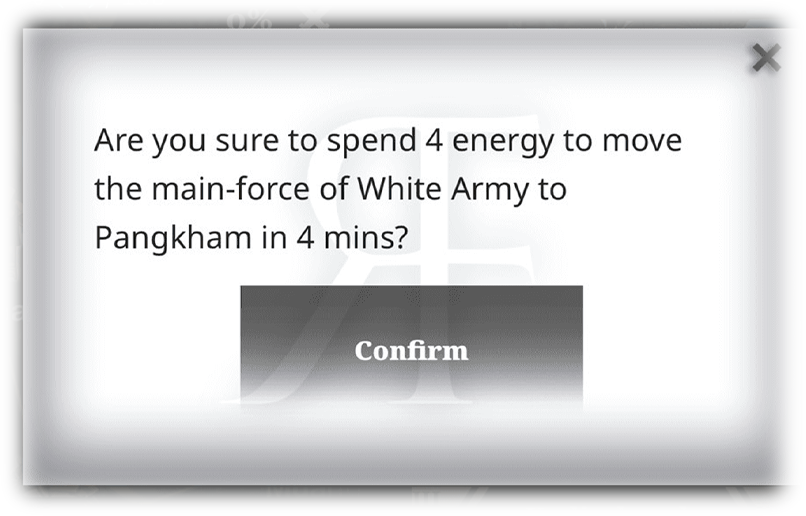 Are you sure to spend 4 energy to move
the main-force of White Army to
Pangkham in 4 mins?
Confirm